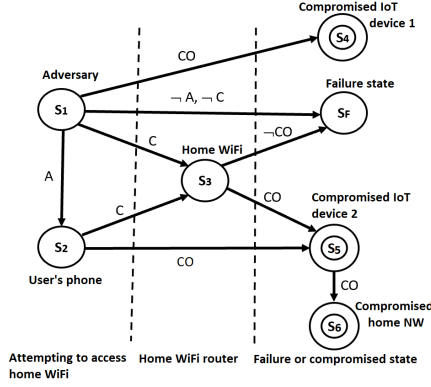 Compromised IoT
device 1
S4
CO
Adversary
Failure state
¬ A, ¬ C
S1
SF
C
¬CO
Home WiFi
A
S3
CO
C
Compromised IoT
device 2
S2
S5
CO
User's phone
CO
Compromised
home NW
S6
Attempting to access
home WiFi
Home WiFi router
Failure or compromised state